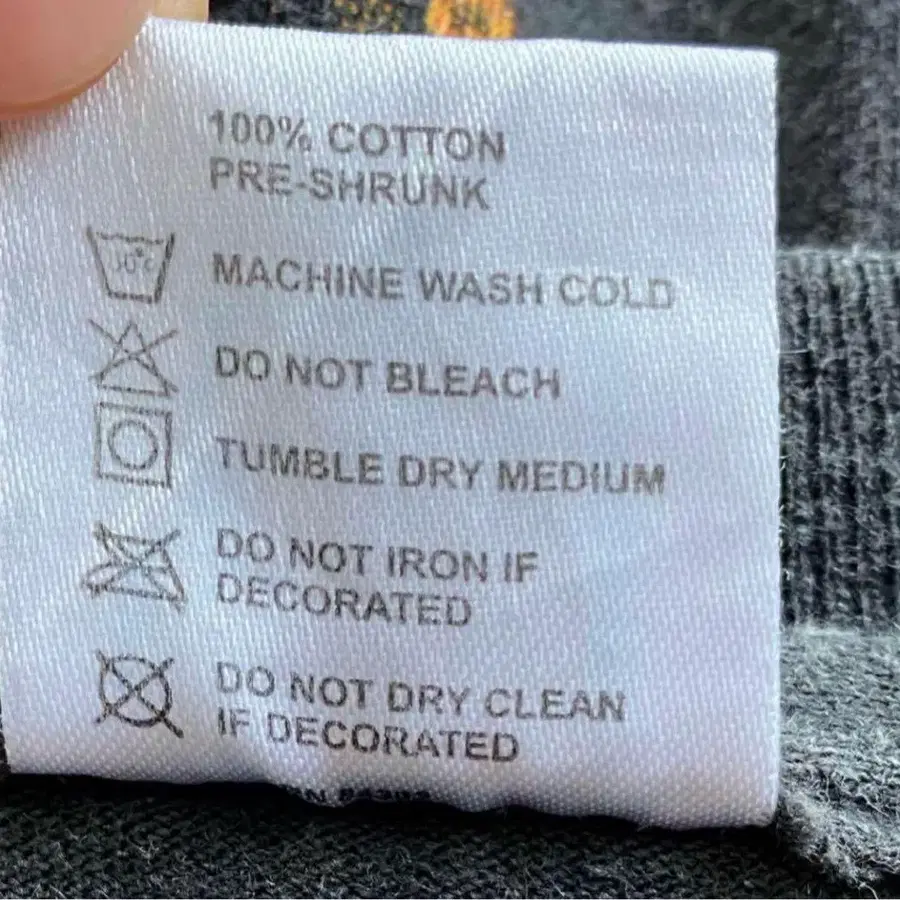 100% COTTON
PRE-SHRUNK
30°C
MACHINE WASH COLD
DO NOT BLEACH
TUMBLE DRY MEDIUM
DO NOT IRON IF
DECORATED
DO NOT DRY CLEAN
IF DECORATED